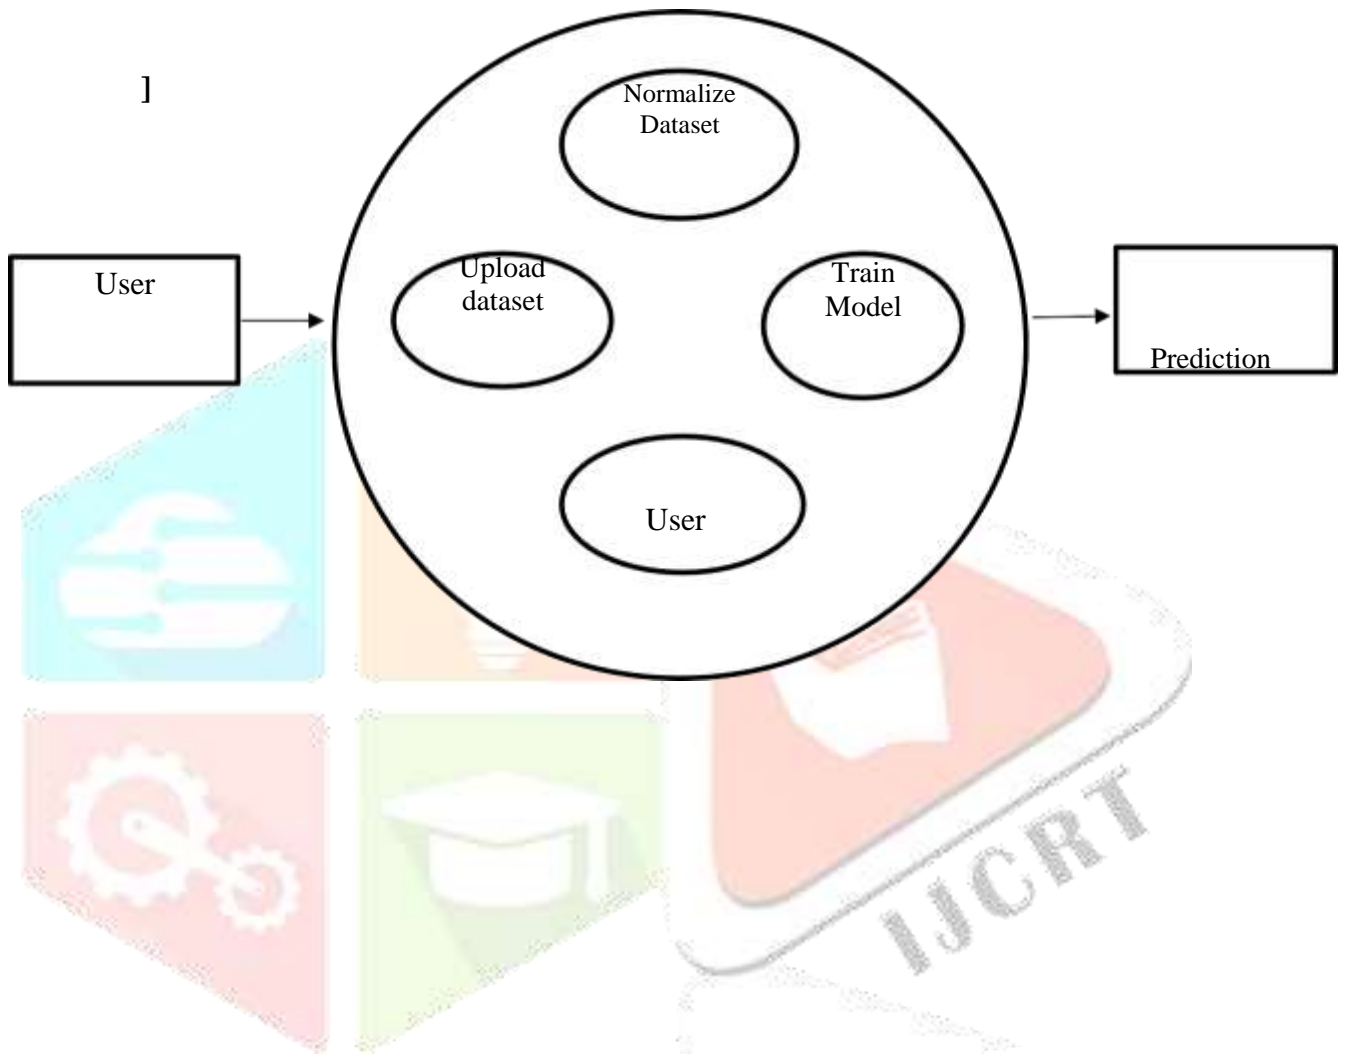 ]
Normalize
Dataset
User
Upload
dataset
Train
Model
Prediction
User
IJCRT